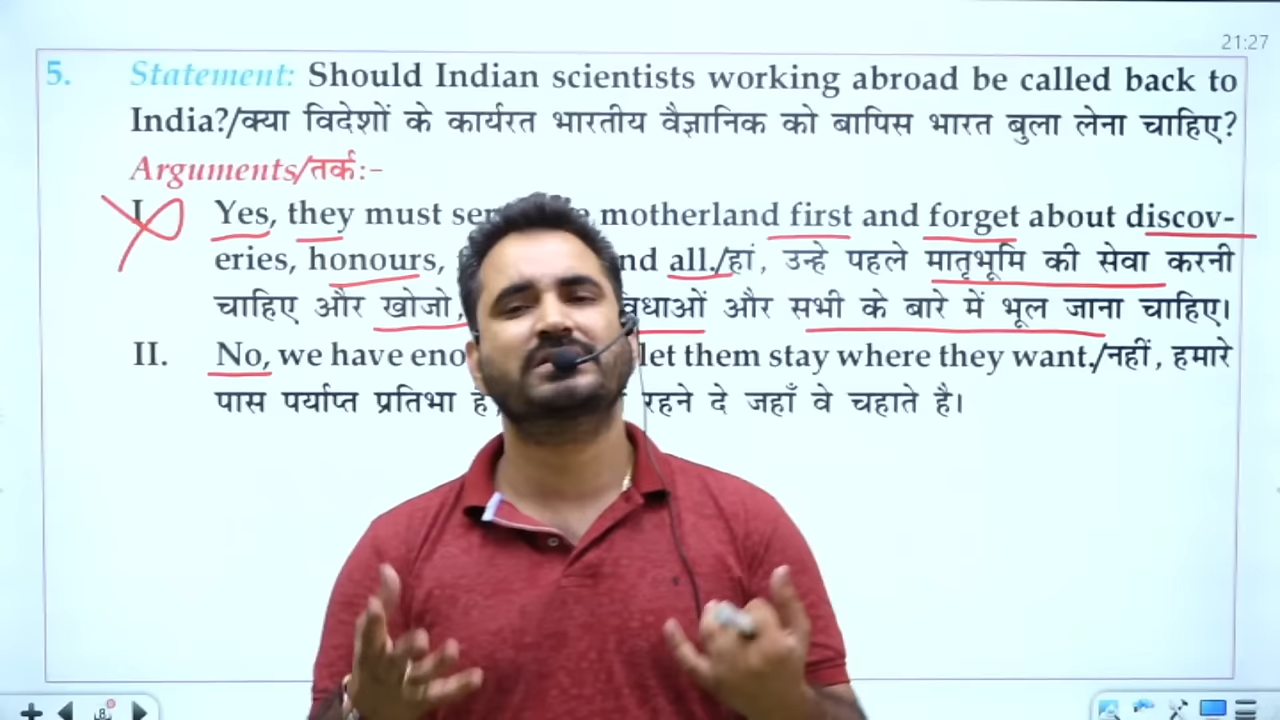 21:27
5. Statement: Should Indian scientists working abroad be called back to
India?/क्या विदेशों के कार्यरत भारतीय वैज्ञानिक को बापिस भारत बुला लेना चाहिए?
Arguments/तर्क:-
I. Yes, they must motherland first and forget about discov-
eries, honours, all./हां, उन्हे पहले मातृभूमि की सेवा करनी
चाहिए और खोजो, और सभी के बारे में भूल जाना चाहिए।
II. No, we have let them stay where they want./नहीं, हमारे
पास पर्याप्त प्रतिभा रहने दे जहाँ वे चहाते है।